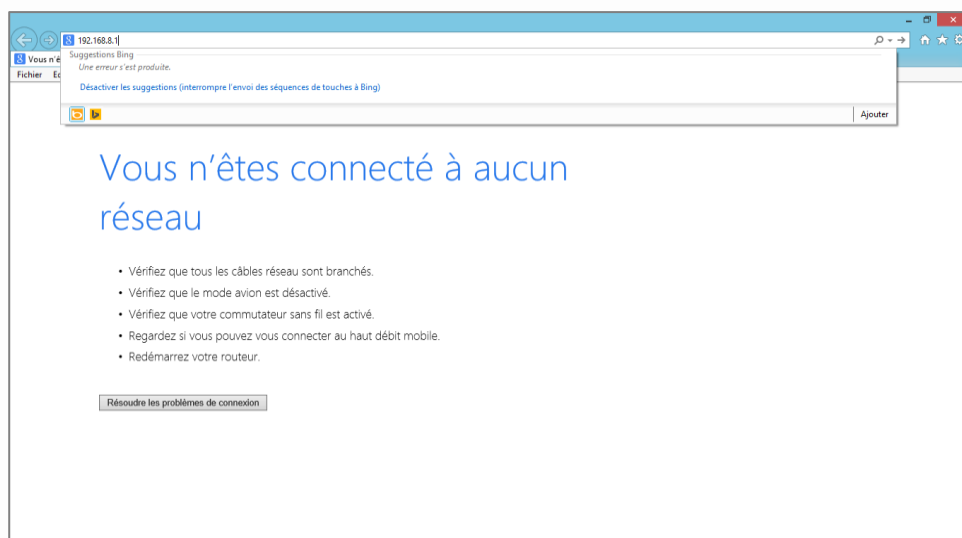 192.168.8.1
Vous n'ê
Suggestions Bing
Une erreur s'est produite.
Fichier Ed
Désactiver les suggestions (interrompre l'envoi des séquences de touches à Bing)
Ajouter
Vous n'êtes connecté à aucun
réseau
• Vérifiez que tous les câbles réseau sont branchés.
• Vérifiez que le mode avion est désactivé.
• Vérifiez que votre commutateur sans fil est activé.
• Regardez si vous pouvez vous connecter au haut débit mobile.
• Redémarrez votre routeur.
Résoudre les problèmes de connexion